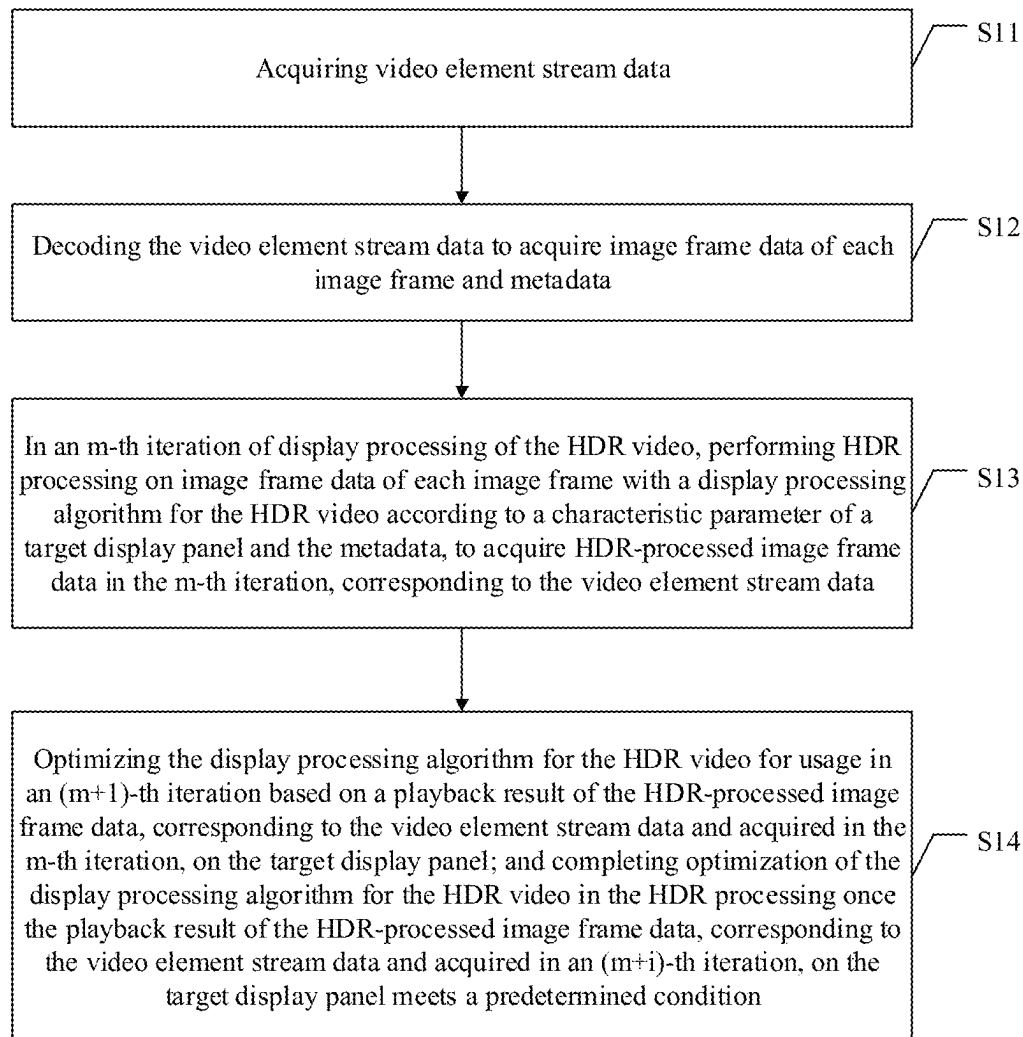 S11
Acquiring video element stream data
S12
Decoding the video element stream data to acquire image frame data of each
image frame and metadata
In an m-th iteration of display processing of the HDR video, performing HDR
processing on image frame data of each image frame with a display processing
algorithm for the HDR video according to a characteristic parameter of a
target display panel and the metadata, to acquire HDR-processed image frame
data in the m-th iteration, corresponding to the video element stream data
S13
Optimizing the display processing algorithm for the HDR video for usage in
an (m+1)-th iteration based on a playback result of the HDR-processed image
frame data, corresponding to the video element stream data and acquired in the
m-th iteration, on the target display panel; and completing optimization of the
display processing algorithm for the HDR video in the HDR processing once
the playback result of the HDR-processed image frame data, corresponding to
the video element stream data and acquired in an (m+i)-th iteration, on the
target display panel meets a predetermined condition
S14